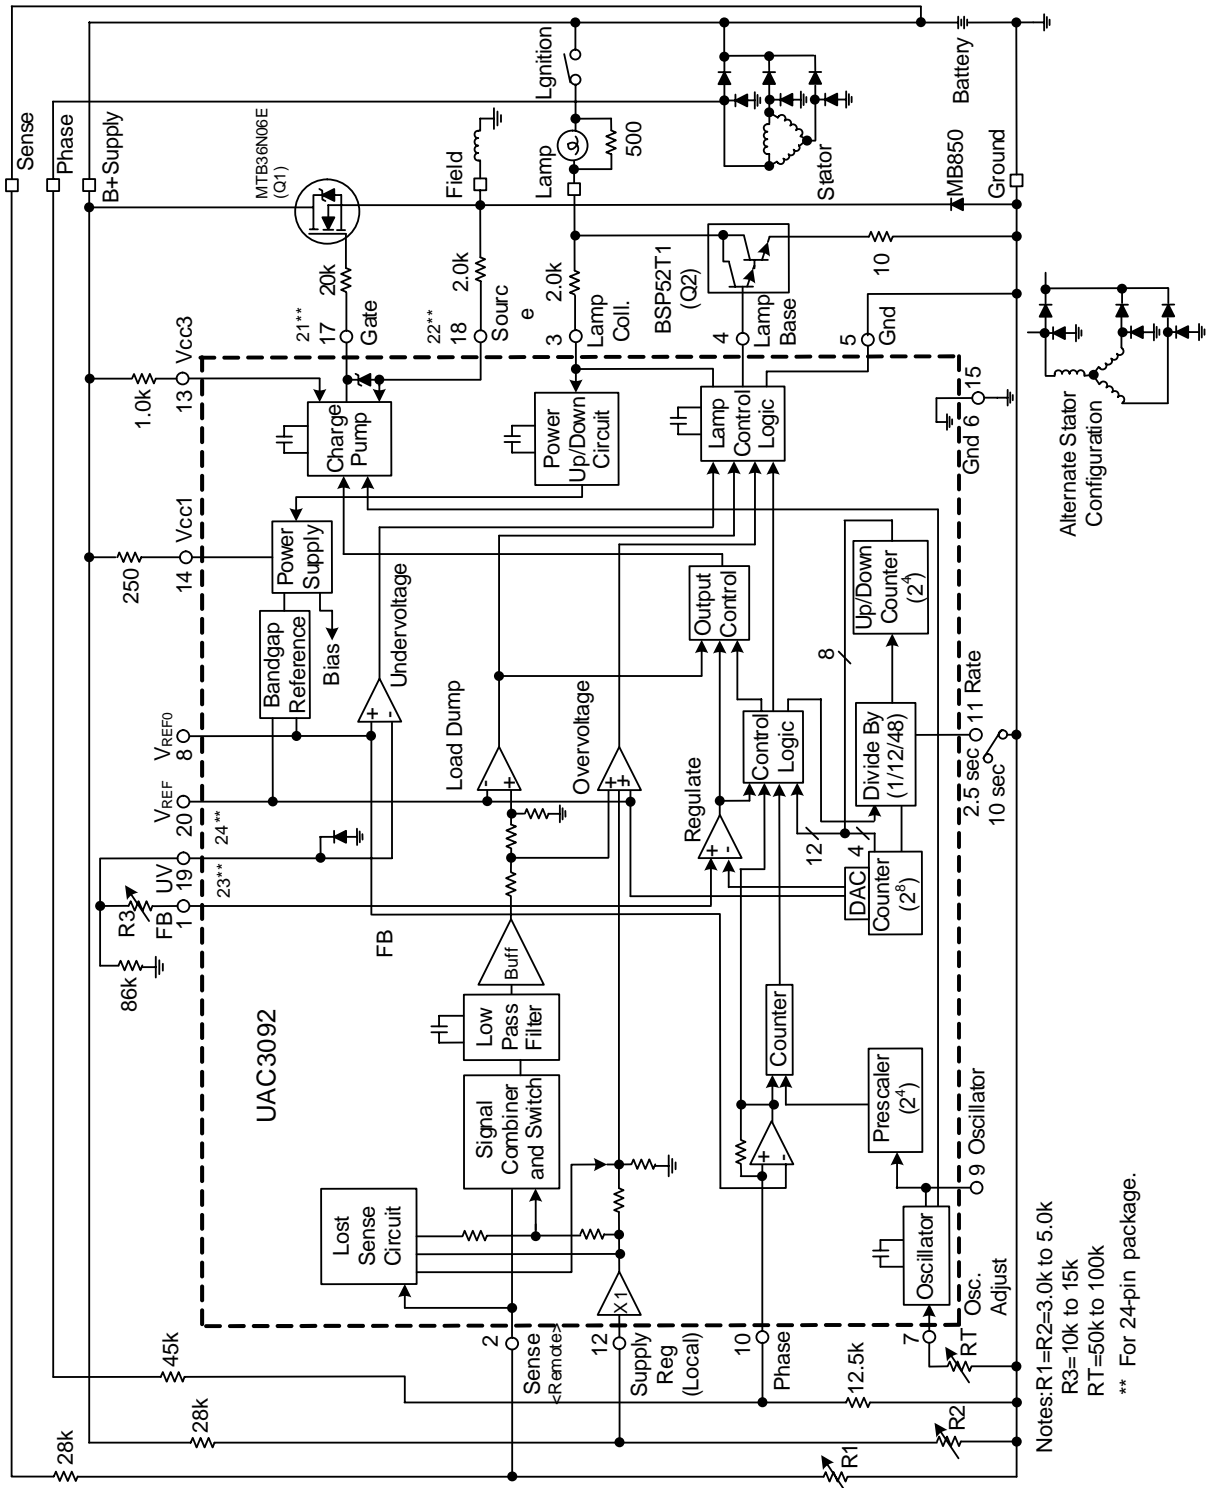 Sense
Phase
B+Supply
MTB36N06E
(Q1)
Field
Lamp
Lgnition
500
Stator
Battery
MB850
Ground
20k
2.0k
2.0k
BSP52T1
(Q2)
10
21**
17
Gate
22**
18
Sourc
e
3
Lamp
Coll.
4
Lamp
Base
5
Gnd
1.0k
13 Vcc3
250
14 Vcc1
Charge
Pump
Power
Up/Down
Circuit
Lamp
Control
Logic
Gnd 6 15
Alternate Stator
Configuration
Power
Supply
Bandgap
Reference
Bias
Undervoltage
+
-
Output
Control
Up/Down
Counter
(2⁴)
8
VREF0
8
VREF
20
24**
UV
19
23**
R3
FB
1
86k
Load Dump
-
+
Overvoltage
+
+
Regulate
+
-
Control
Logic
Divide By
(1/12/48)
11 Rate
2.5 sec
10 sec
12
4
DAC
Counter
(2⁸)
FB
Buff
UAC3092
Low
Pass
Filter
Signal
Combiner
and Switch
Counter
Prescaler
(2⁴)
+
-
9 Oscillator
Lost
Sense
Circuit
X1
Oscillator
Osc.
Adjust
2
Sense
<Remote>
12
Supply
Reg
(Local)
10
Phase
7
RT
45k
28k
28k
12.5k
R2
R1
Notes:R1=R2=3.0k to 5.0k
R3=10k to 15k
RT=50k to 100k
** For 24-pin package.